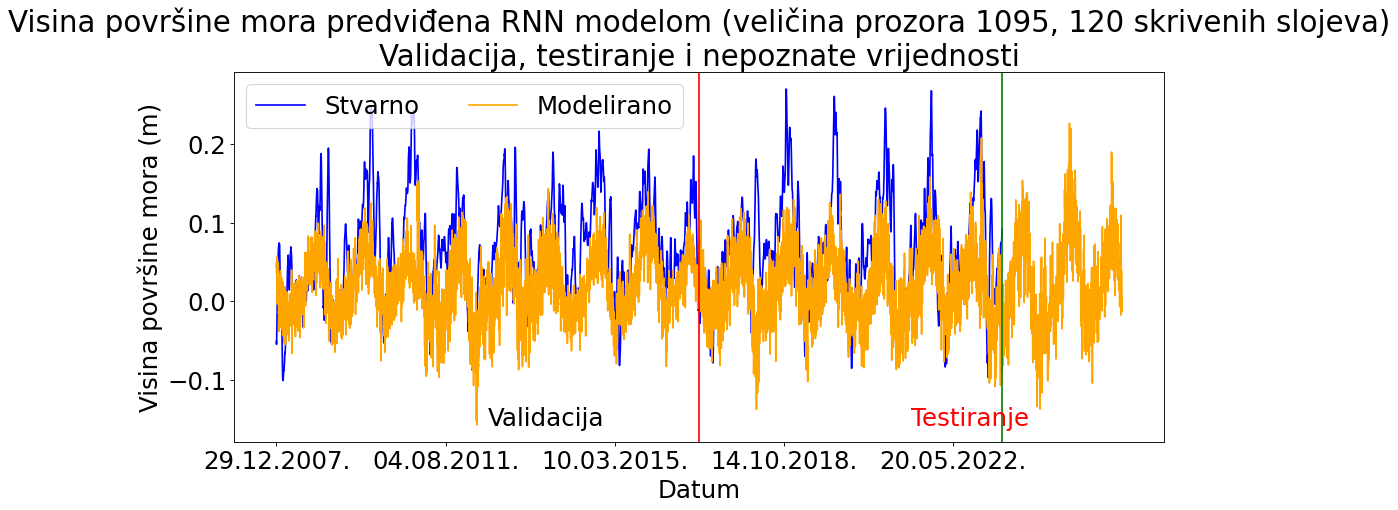 Visina površine mora predviđena RNN modelom (veličina prozora 1095, 120 skrivenih slojeva)
Validacija, testiranje i nepoznate vrijednosti
Stvarno
Modelirano
Visina površine mora (m)
0.2
0.1
0.0
−0.1
Validacija
Testiranje
29.12.2007.
04.08.2011.
10.03.2015.
14.10.2018.
20.05.2022.
Datum